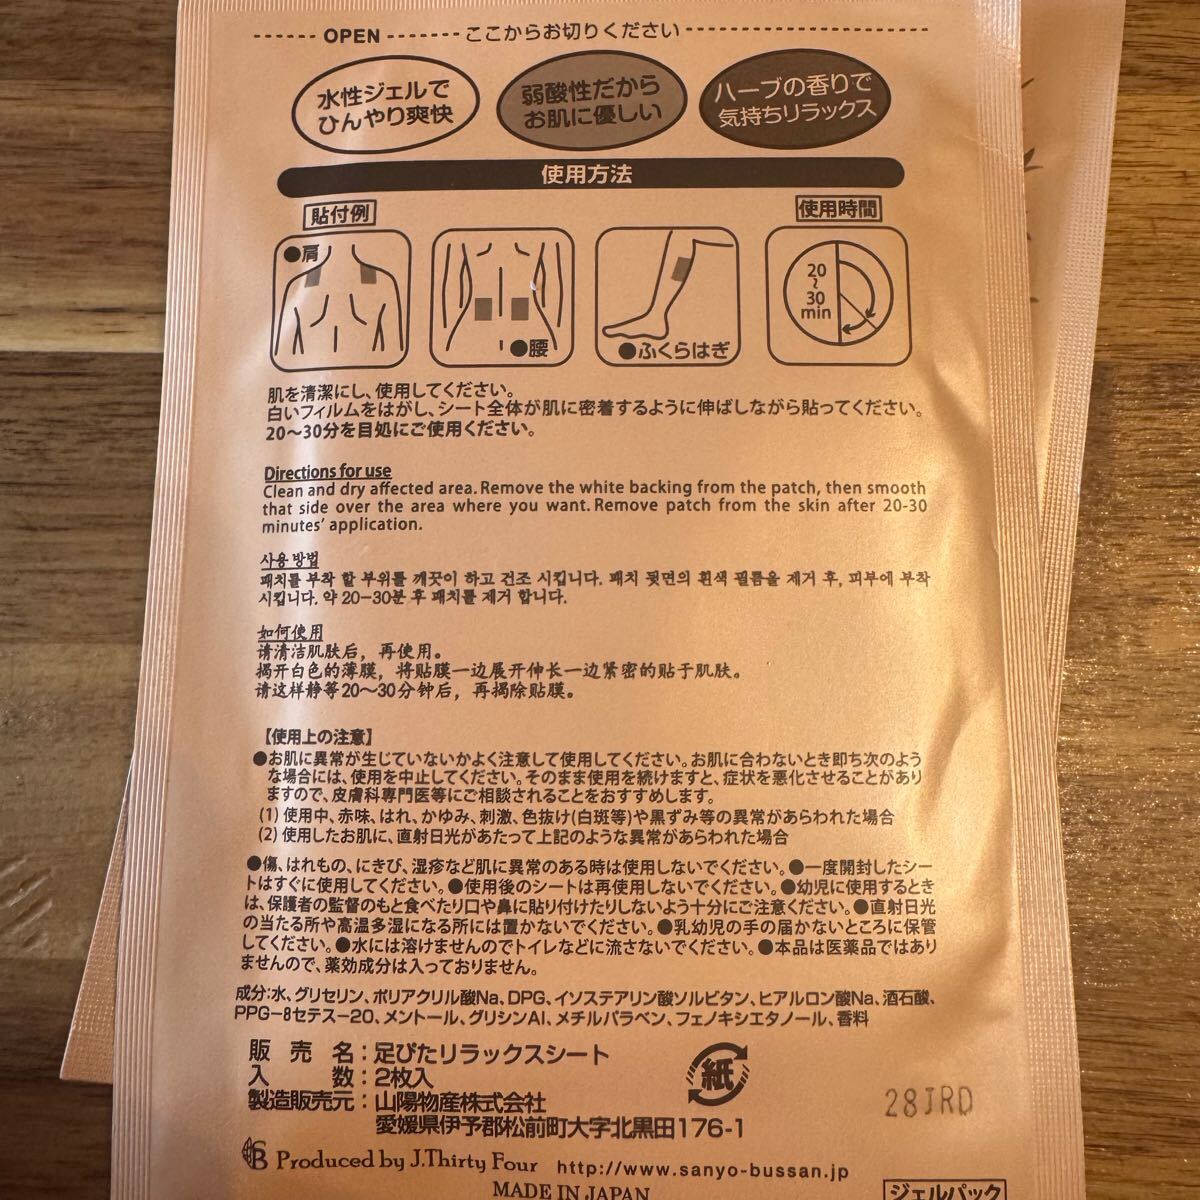 OPEN ここからお切りください
水性ジェルで
ひんやり爽快
弱酸性だから
お肌に優しい
ハーブの香りで
気持ちリラックス
使用方法
貼付例
使用時間
●肩
●腰
●ふくらはぎ
20
〜
30
min
肌を清潔にし、使用してください。
白いフィルムをはがし、シート全体が肌に密着するように伸ばしながら貼ってください。
20〜30分を目処にご使用ください。
Directions for use
Clean and dry affected area. Remove the white backing from the patch, then smooth
that side over the area where you want. Remove patch from the skin after 20-30
minutes' application.
사용 방법
패치를 부착 할 부위를 깨끗이 하고 건조 시킵니다. 패치 뒷면의 흰색 필름을 제거 후, 피부에 부착
시킵니다. 약 20-30분 후 패치를 제거 합니다.
如何使用
请清洁肌肤后，再使用。
揭开白色的薄膜，将贴膜一边展开伸长一边紧密的贴于肌肤。
请这样静等20〜30分钟后，再揭除贴膜。
【使用上の注意】
●お肌に異常が生じていないかよく注意して使用してください。お肌に合わないとき即ち次のよう
な場合には、使用を中止してください。そのまま使用を続けますと、症状を悪化させることがあり
ますので、皮膚科専門医等にご相談されることをおすすめします。
(1) 使用中、赤味、はれ、かゆみ、刺激、色抜け(白斑等)や黒ずみ等の異常があらわれた場合
(2) 使用したお肌に、直射日光があたって上記のような異常があらわれた場合
●傷、はれもの、にきび、湿疹など肌に異常のある時は使用しないでください。●一度開封したシー
トはすぐに使用してください。●使用後のシートは再使用しないでください。●幼児に使用するとき
は、保護者の監督のもと食べたり口や鼻に貼り付けたりしないよう十分にご注意ください。●直射日光
の当たる所や高温多湿になる所には置かないでください。●乳幼児の手の届かないところに保管
してください。●水には溶けませんのでトイレなどに流さないでください。●本品は医薬品ではあり
ませんので、薬効成分は入っておりません。
成分:水、グリセリン、ポリアクリル酸Na、DPG、イソステアリン酸ソルビタン、ヒアルロン酸Na、酒石酸、
PPG-8セテス-20、メントール、グリシンAl、メチルパラベン、フェノキシエタノール、香料
販売名:足ぴたリラックスシート
入数:2枚入
製造販売元:山陽物産株式会社
愛媛県伊予郡松前町大字北黒田176-1
紙
28JRD
Produced by J.Thirty Four http://www.sanyo-bussan.jp
MADE IN JAPAN
ジェルパック